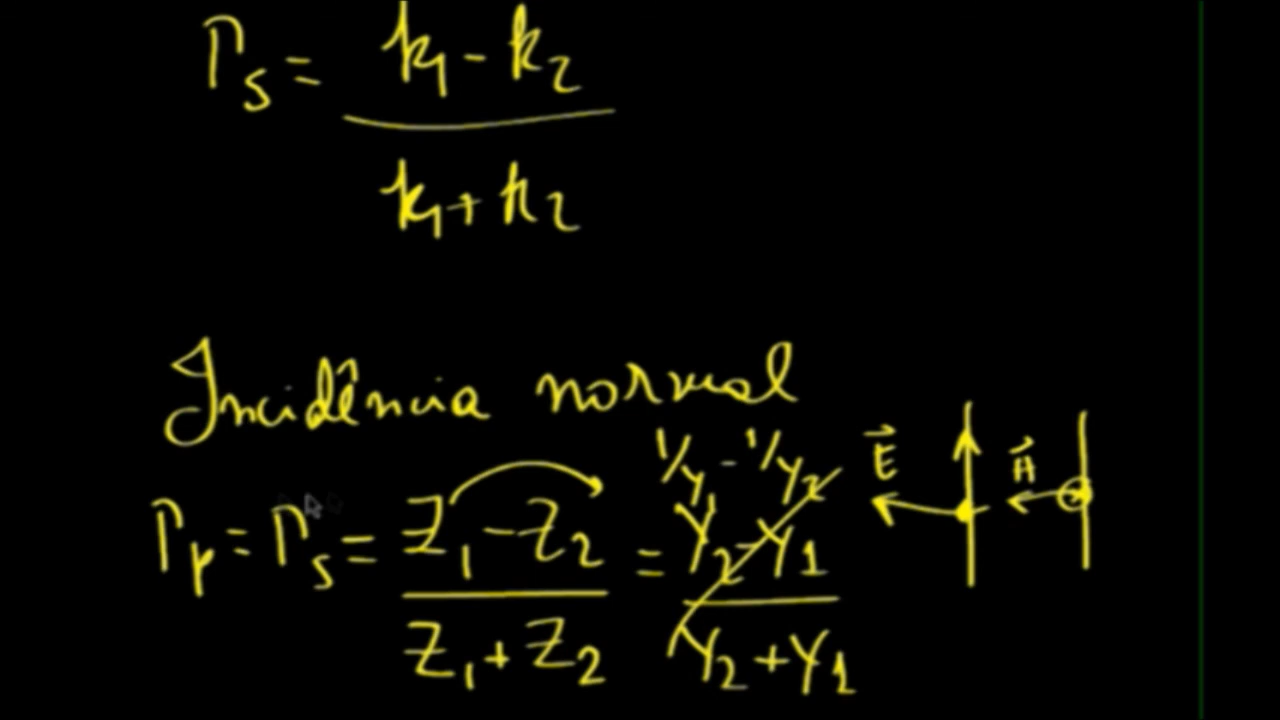 Γs = k1 - k2
k1 + k2
Incidência normal
1/Y1 - 1/Y2
Γp = Γs = Z1 - Z2 = Y2 - Y1
Z1 + Z2 Y2 + Y1
E H